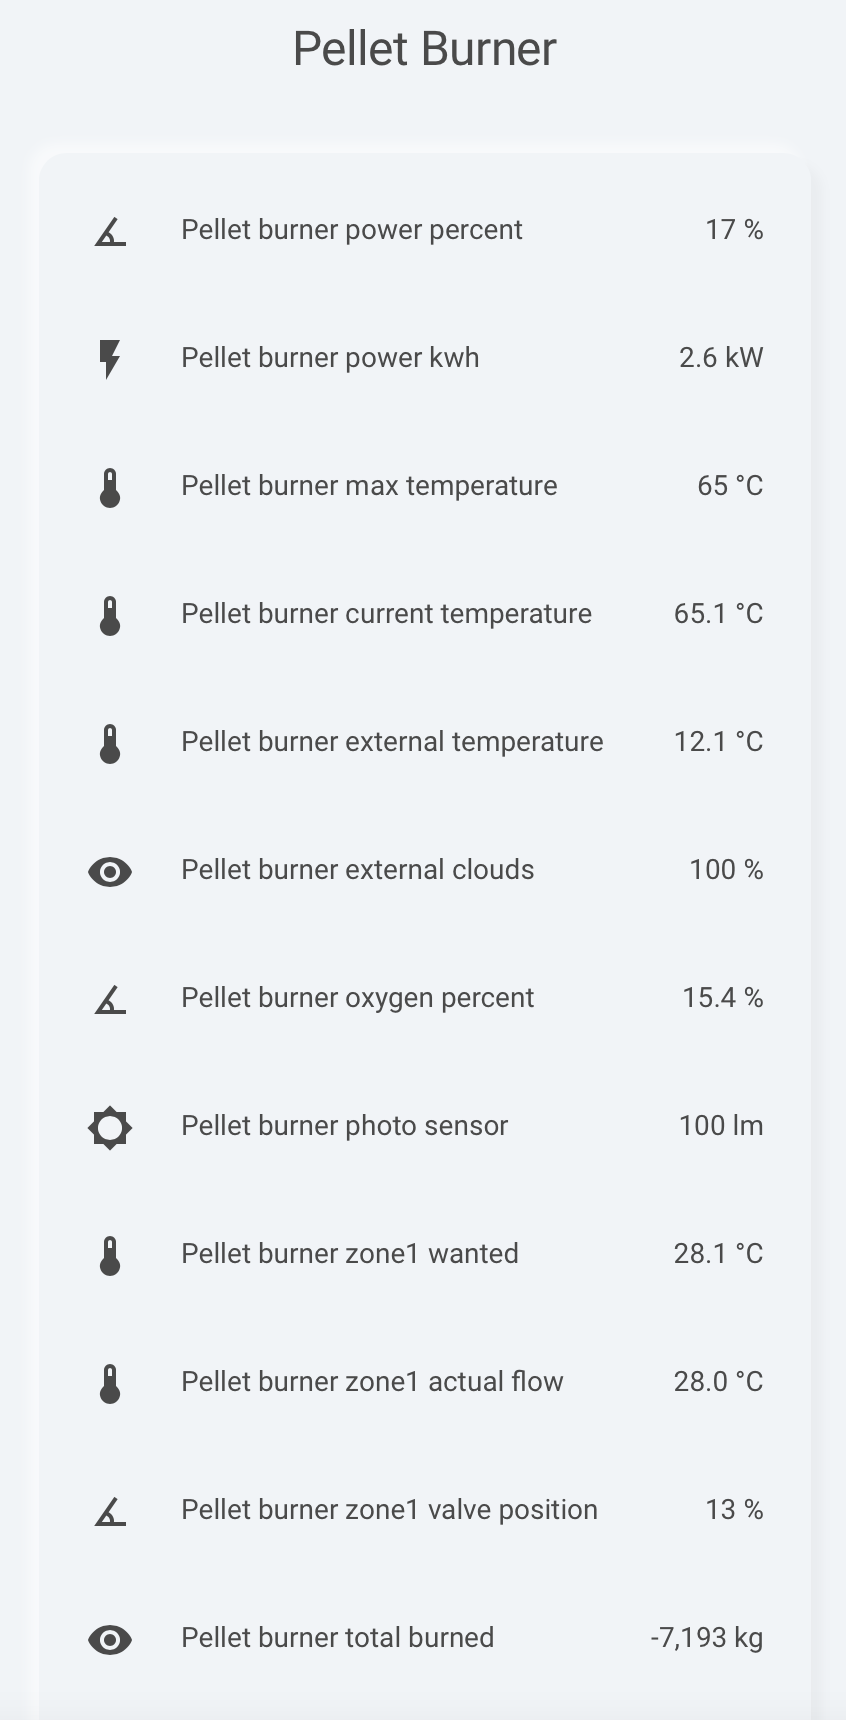 Pellet Burner
Pellet burner power percent 17 %
Pellet burner power kwh 2.6 kW
Pellet burner max temperature 65 °C
Pellet burner current temperature 65.1 °C
Pellet burner external temperature 12.1 °C
Pellet burner external clouds 100 %
Pellet burner oxygen percent 15.4 %
Pellet burner photo sensor 100 lm
Pellet burner zone1 wanted 28.1 °C
Pellet burner zone1 actual flow 28.0 °C
Pellet burner zone1 valve position 13 %
Pellet burner total burned -7,193 kg